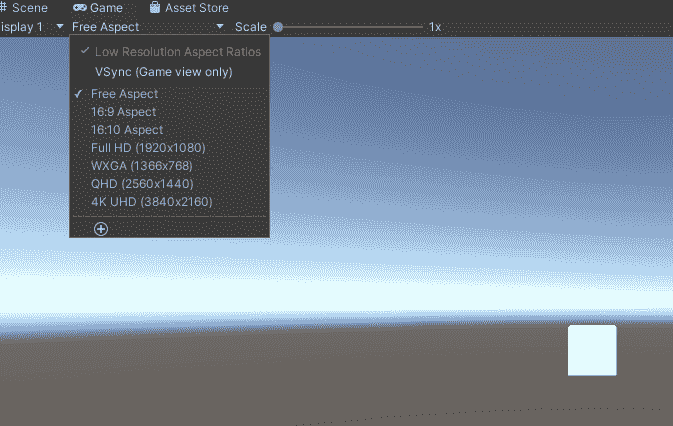 Scene Game Asset Store
isplay 1 Free Aspect Scale 1x
Low Resolution Aspect Ratios
VSync (Game view only)
Free Aspect
16:9 Aspect
16:10 Aspect
Full HD (1920x1080)
WXGA (1366x768)
QHD (2560x1440)
4K UHD (3840x2160)